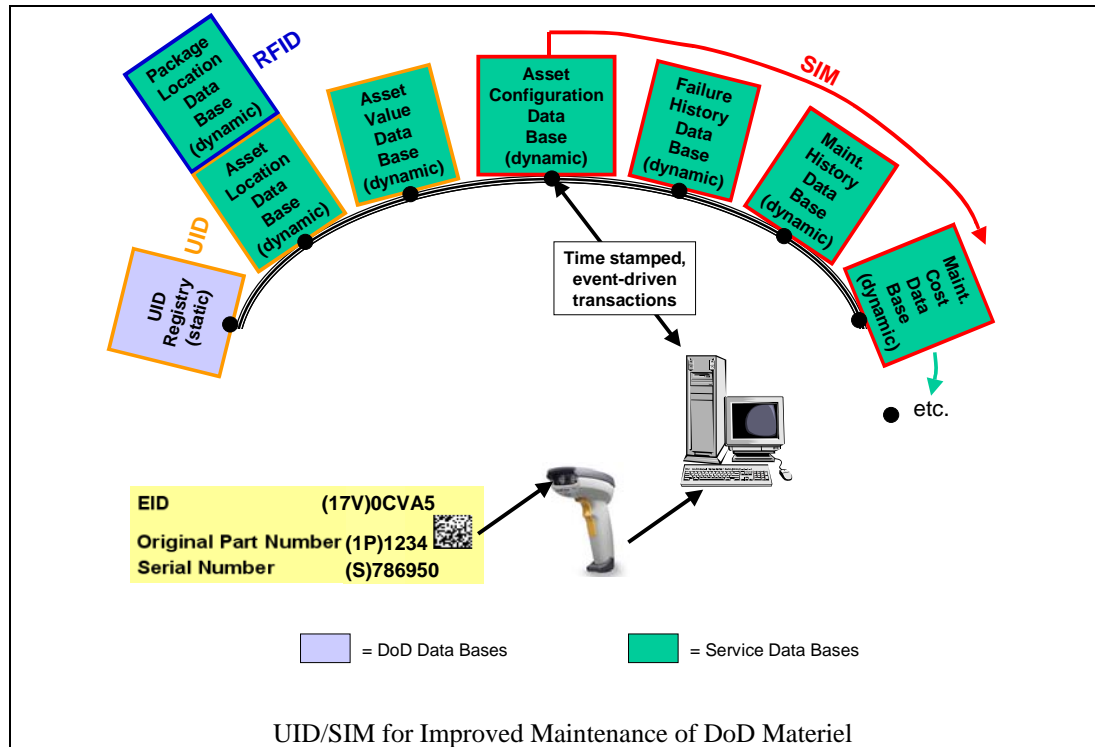 Package
Location
Data
Base
(dynamic)
RFID
Asset
Location
Data
Base
(dynamic)
UID
UID
Registry
(static)
Asset
Value
Data
Base
(dynamic)
Asset
Configuration
Data
Base
(dynamic)
Failure
History
Data
Base
(dynamic)
SIM
Maint.
History
Data
Base
(dynamic)
Maint.
Cost
Data
Base
(dynamic)
etc.
Time stamped,
event-driven
transactions
EID (17V)0CVA5
Original Part Number (1P)1234
Serial Number (S)786950
= DoD Data Bases
= Service Data Bases
UID/SIM for Improved Maintenance of DoD Materiel